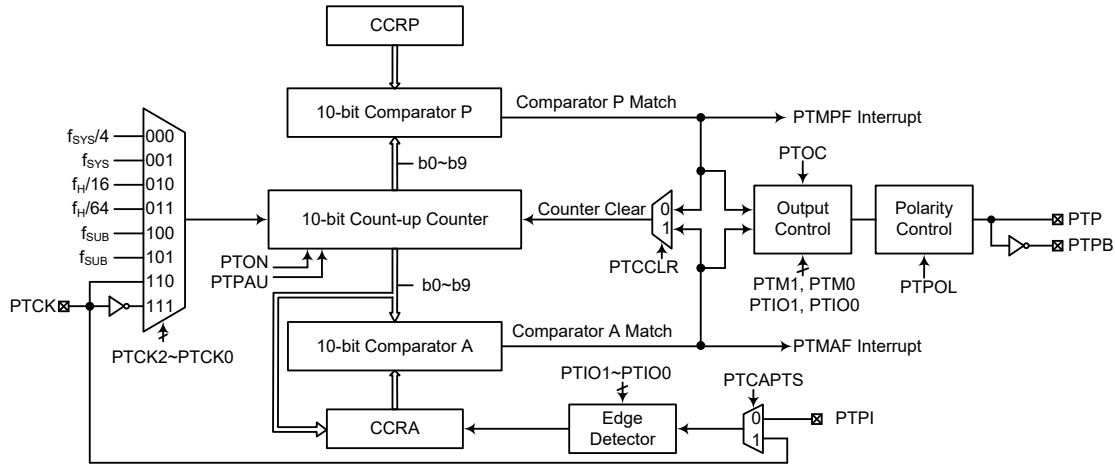 CCRP
10-bit Comparator P
Comparator P Match
PTMPF Interrupt
fSYS/4
000
fSYS
001
fH/16
010
fH/64
011
fSUB
100
fSUB
101
110
111
PTCK
PTCK2~PTCK0
b0~b9
10-bit Count-up Counter
PTON
PTPAU
Counter Clear
0
1
PTCCLR
PTOC
Output
Control
PTM1, PTM0
PTIO1, PTIO0
Polarity
Control
PTPOL
PTP
PTPB
b0~b9
10-bit Comparator A
Comparator A Match
PTMAF Interrupt
CCRA
PTIO1~PTIO0
Edge
Detector
PTCAPTS
0
1
PTPI